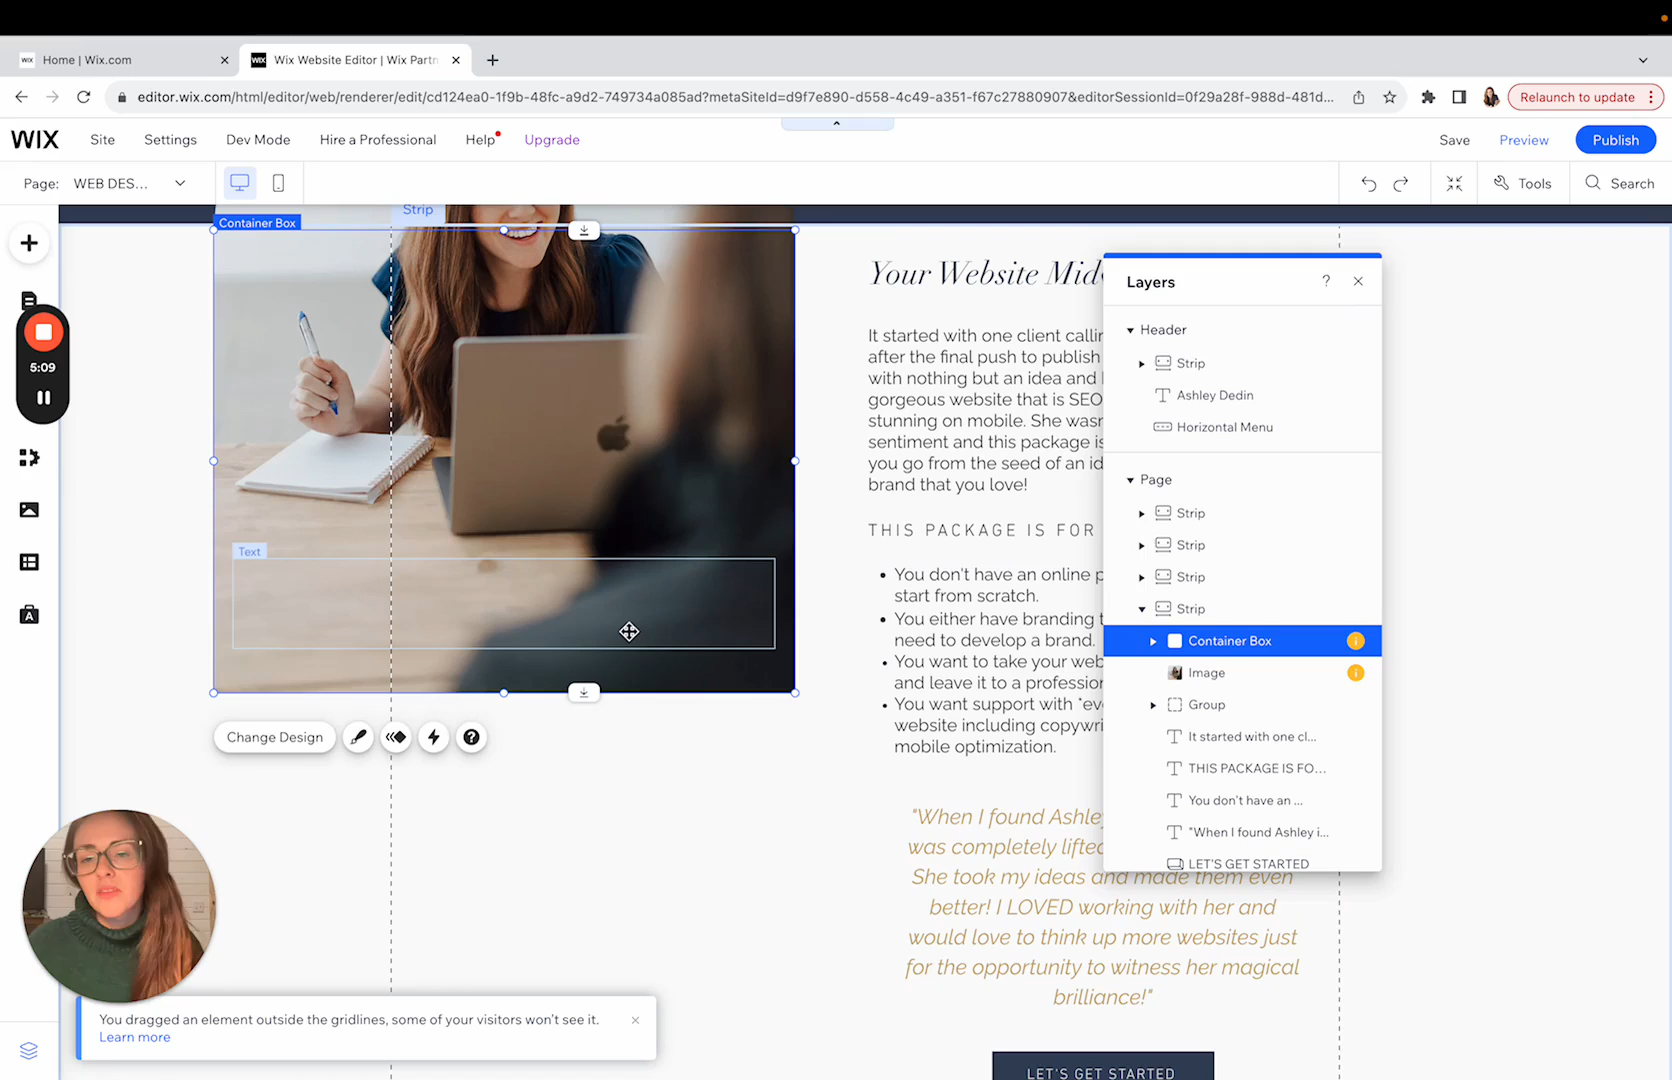 WIX Home | Wix.com
WIX Wix Website Editor | Wix Partn
editor.wix.com/html/editor/web/renderer/edit/cd124ea0-1f9b-48fc-a9d2-749734a085ad?metaSiteId=d9f7e890-d558-4c49-a351-f67c27880907&editorSessionId=0f29a28f-988d-481d...
Relaunch to update
WIX
Site
Settings
Dev Mode
Hire a Professional
Help
Upgrade
Save
Preview
Publish
Page: WEB DES...
Tools
Search
Strip
Container Box
5:09
A
Text
Change Design
Your Website Mid
It started with one client callin
after the final push to publish
with nothing but an idea and
gorgeous website that is SEO
stunning on mobile. She wasn
sentiment and this package is
you go from the seed of an id
brand that you love!
THIS PACKAGE IS FOR
• You don't have an online p
start from scratch.
• You either have branding t
need to develop a brand.
• You want to take your web
and leave it to a profession
• You want support with "eve
website including copywri
mobile optimization.
"When I found Ashley
was completely lifted
She took my ideas and made them even
better! I LOVED working with her and
would love to think up more websites just
for the opportunity to witness her magical
brilliance!"
LET'S GET STARTED
Layers
?
Header
Strip
Ashley Dedin
Horizontal Menu
Page
Strip
Strip
Strip
Strip
Container Box
Image
Group
It started with one cl...
THIS PACKAGE IS FO...
You don't have an ...
"When I found Ashley i...
LET'S GET STARTED
You dragged an element outside the gridlines, some of your visitors won't see it.
Learn more